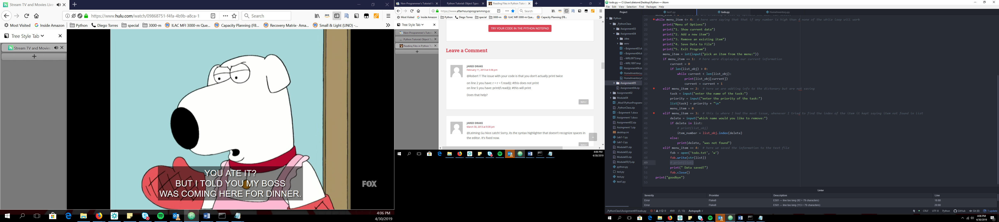 Stream TV and Movies Live
https://www.hulu.com/watch/09868751-f4fa-4b9b-a8ca-1
Search
Most Visited Inside Amazon Python Diego Torres special 3000-m ILAC MFI 3000-m Que... Capacity Planning (FB... Recovery Matrix- Ama... Small & Light (UNO) -...
Tree Style Tab
Stream TV and Movies
YOU ATE IT?
BUT I TOLD YOU MY BOSS
WAS COMING HERE FOR DINNER.
FOX
4:06 PM
4/30/2019
Non-Programmer's Tutorial for Python Tutorial: Object Types Reading Files in Python Tutori
https://www.afterhoursprogramming.cc
Search
Most Visited Inside Amazon Python Diego Torres special 3000-m ILAC MFI 3000-m Que... Capacity Planning (FB...
Tree Style Tab
Non-Programmer's Tutori
Python Tutorial: Object Ty
Reading Files in Python Tu
TRY YOUR CODE IN THE PYTHON NOTEPAD
Leave a Comment
JARED DRAKE
February 11, 2013 at 5:36 pm
@Robert T The issue with your code is that you don't actually print twice
on line 2 you have: r = r = f.read(); #this does not print
on line 5 you have: print(f.read()); #this will print
Does that help?
REPLY
JARED DRAKE
March 30, 2013 at 9:39 pm
@Leiming Gu Nice catch! Sorry, its the syntax highlighter that doesn't recognize spaces in
the editor. It's fixed now.
REPLY
4:06 PM
4/30/2019
todo.py — C:\Users\dietorre\Desktop\Python — Atom
File Edit View Selection Find Packages Help
Project
Python
_PythonClass
Assignment03
Assignment04
.idea
venv
~$signment03.d
~$signment04.d
~WRL0975.tmp
~WRL1897.tmp
Assignment04.d
HomeInventory.
HomeInventory.t
Assignment05
Assignment04.zip
Assignment02
Module04
_Mod1PythonProgram
_PythonClass.zip
~$signment 1.docx
Assignment 1.docx
Assignment02.zip
Assingment 1.zip
desktop.ini
Lab1-1.py
Lab1-2.py
Module01.zip
Module02.zip
Module03.zip
Module05(1).zip
python.py
test.py
test.py
test1.py
test1.py todo.py HomeInventory.py
20 while menu_item <= 4: # here were saying that that if any number is high than 4 none of the while loop will work
21 print("Menu of Options")
22 print("1. Show current data")
23 print("2. Add a new item")
24 print("3. Remove an existing item")
25 print("4. Save Data to File")
26 print("5. Exit Program")
27 menu_item = int(input("pick an item from the menu:"))
28 if menu_item == 1: # here were displaying our current information
29 current = 0
30 if len(list_obj) > 0:
31 while current < len(list_obj):
32 print(list_obj[current])
33 current = current + 1
34 elif menu_item == 2: # here we are addiing info to the dictonary but are not saving
35 task = input("enter the name of the task:")
36 priority = input("enter the priority of the task:")
37 list[task] = priority + "\n"
38 menu_item = 0
39 elif menu_item == 3: # this is where I had the most issue, whenever I tried to find the index of the item it kept saying item not found in list
40 delete = input("which name would you like to remove:")
41 if delete in list:
42 # print(list_obj)
43 item_number = list_obj.index(delete)
44 else:
45 print(delete, "was not found")
46 elif menu_item == 4: # here we saved the information to the text file
47 fob = open('todo.txt', 'w')
48 fob.write(str(list))
49 # print(list)
50 print(" Data saved!")
51 fob.close()
52 print("goodbye")
53
Linter
Severity Provider Description Line
Error Flake8 E501 — line too long (92 > 79 characters) 18:80
Error Flake8 E501 — line too long (113 > 79 characters) 20:80
_PythonClass\Assignment05\todo.py 7 0 0 49:9 (1, 13) Autopep8: √ CRLF UTF-8 Python GitHub Git (0) 1 update
4:06 PM
4/30/2019